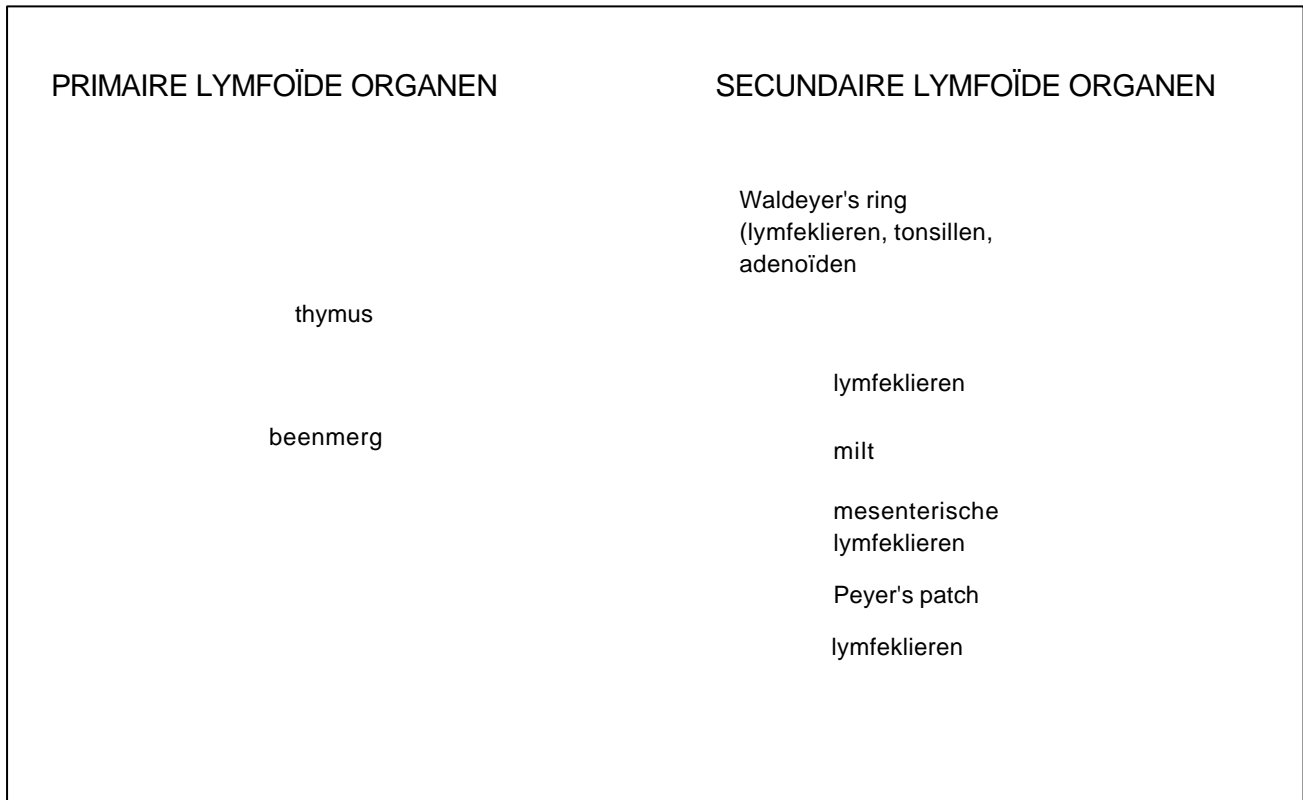 PRIMAIRE LYMFOÏDE ORGANEN
thymus
beenmerg
SECUNDAIRE LYMFOÏDE ORGANEN
Waldeyer's ring
(lymfeklieren, tonsillen,
adenoïden
lymfeklieren
milt
mesenterische
lymfeklieren
Peyer's patch
lymfeklieren